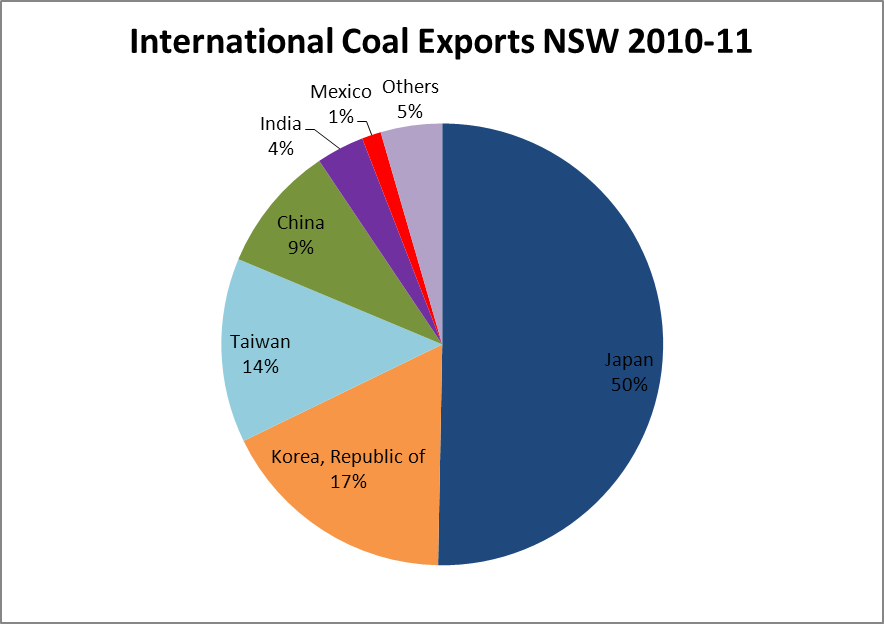 International Coal Exports NSW 2010-11
Japan
50%
Korea, Republic of
17%
Taiwan
14%
China
9%
India
4%
Mexico
1%
Others
5%